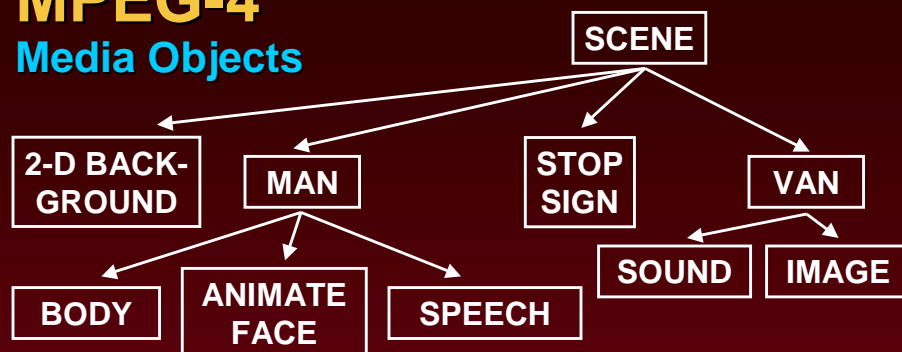 MPEG-4
Media Objects
SCENE
2-D BACK-
GROUND
MAN
STOP
SIGN
VAN
BODY
ANIMATE
FACE
SPEECH
SOUND
IMAGE